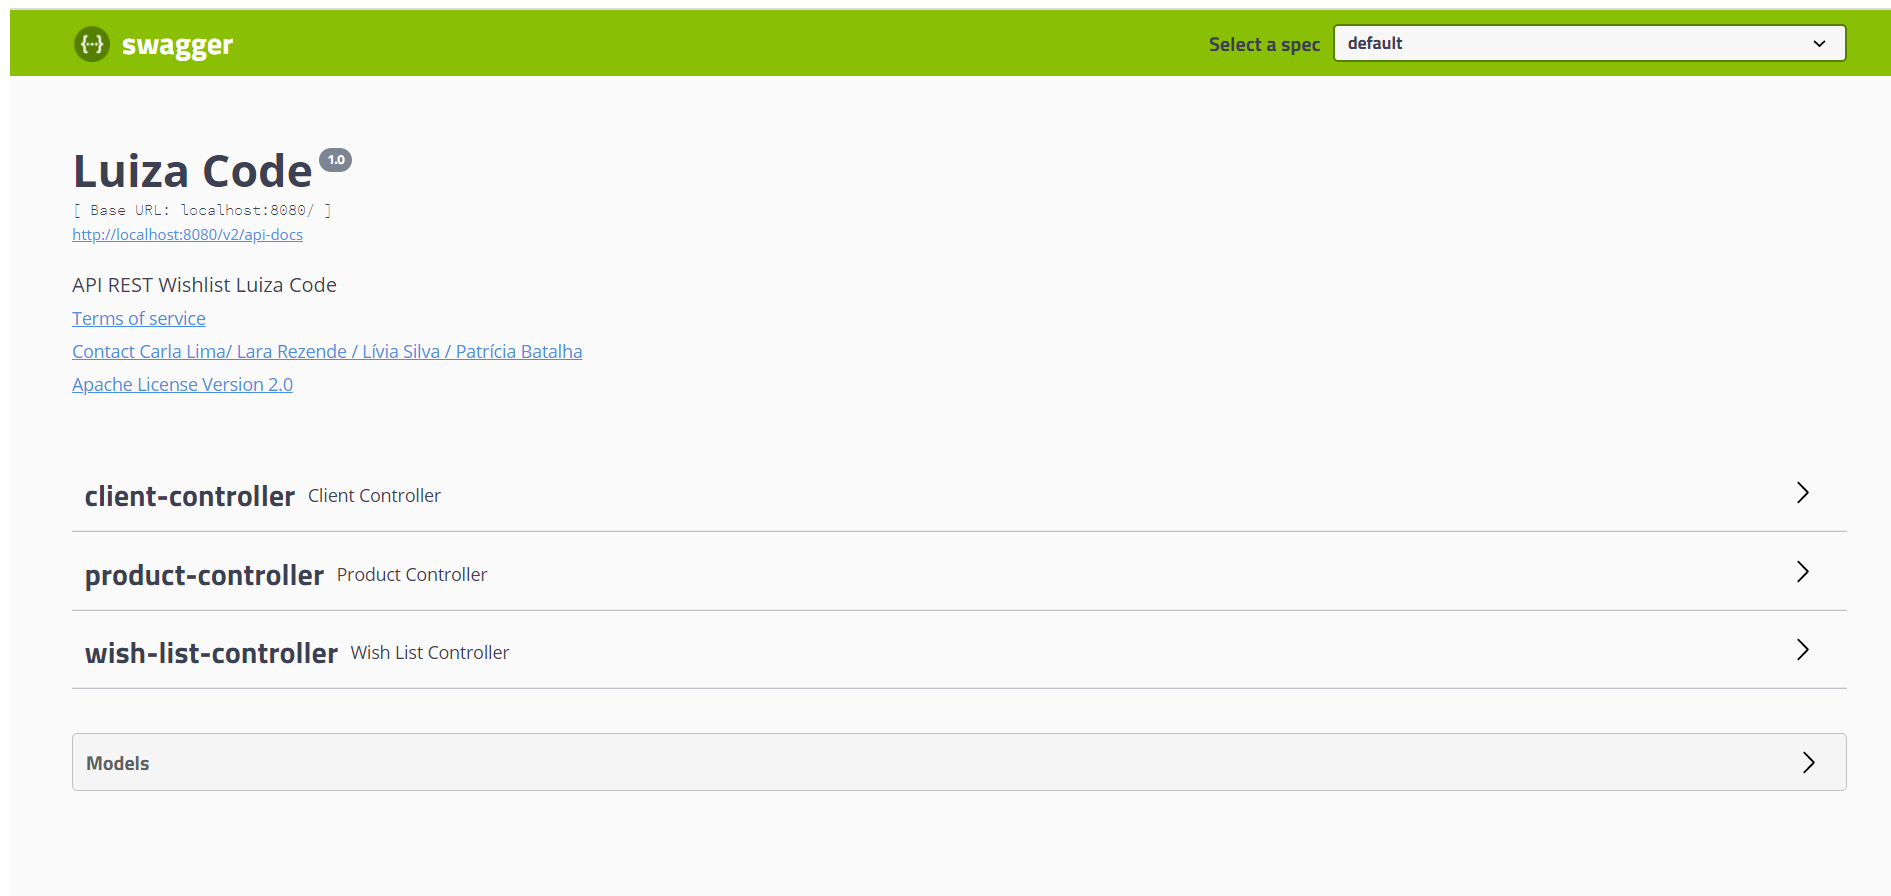 {···} swagger
Select a spec default
Luiza Code 1.0
[ Base URL: localhost:8080/ ]
http://localhost:8080/v2/api-docs
API REST Wishlist Luiza Code
Terms of service
Contact Carla Lima/ Lara Rezende / Lívia Silva / Patrícia Batalha
Apache License Version 2.0
client-controller Client Controller
product-controller Product Controller
wish-list-controller Wish List Controller
Models